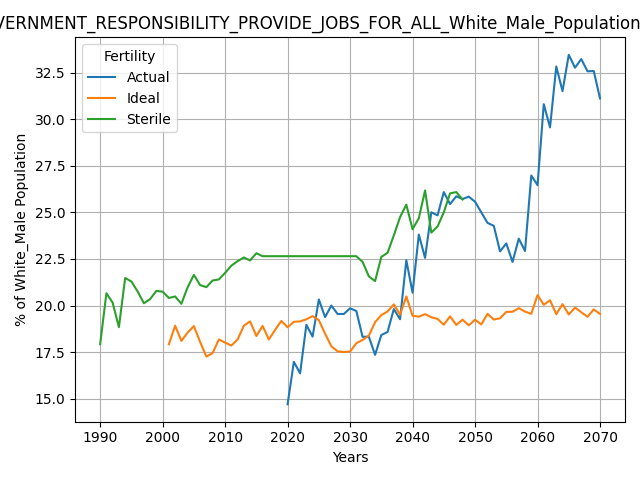 VERNMENT_RESPONSIBILITY_PROVIDE_JOBS_FOR_ALL_White_Male_Population
Fertility
Actual
Ideal
Sterile
% of White_Male Population
32.5
30.0
27.5
25.0
22.5
20.0
17.5
15.0
1990 2000 2010 2020 2030 2040 2050 2060 2070
Years